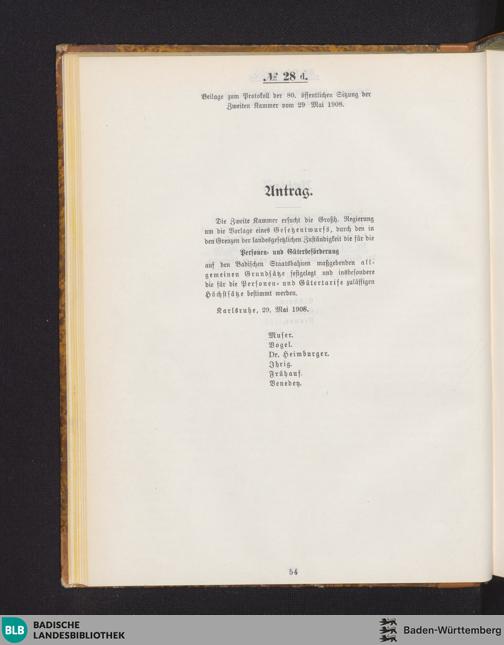 № 28 d.
Beilage zum Protokoll der 80. öffentlichen Sitzung der
Zweiten Kammer vom 29 Mai 1908.
Antrag.
Die Zweite Kammer ersucht die Großh. Regierung
um die Vorlage eines Gesetzentwurfs, durch den in
den Grenzen der landesgesetzlichen Zuständigkeit die für die
Personen- und Güterbeförderung
auf den Badischen Staatsbahnen maßgebenden all-
gemeinen Grundsätze festgelegt und insbesondere
die für die Personen- und Gütertarife zulässigen
Höchstsätze bestimmt werden.
Karlsruhe, 29. Mai 1908.
Muser.
Vogel.
Dr. Heimburger.
Ihrig.
Frühauf.
Venedey.
54
BLB
BADISCHE
LANDESBIBLIOTHEK
Baden-Württemberg